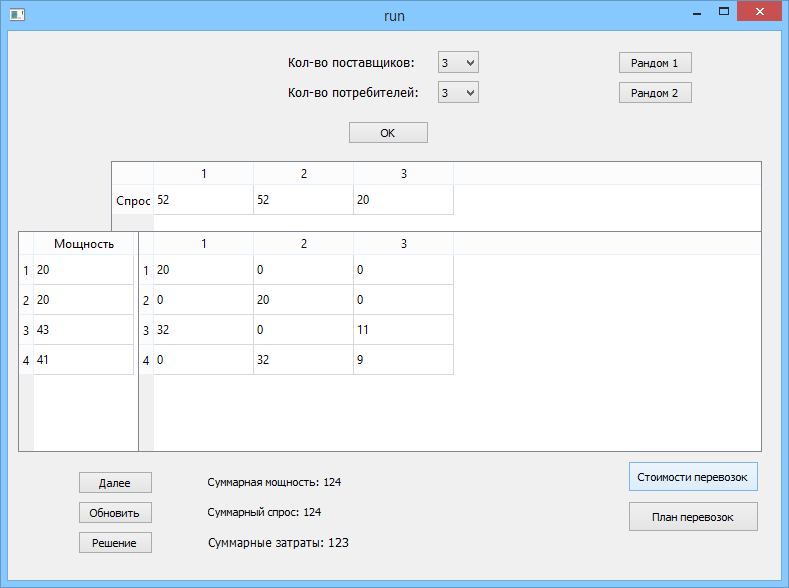 run
Кол-во поставщиков: 3 Рандом 1
Кол-во потребителей: 3 Рандом 2
ОК
1 2 3
Спрос 52 52 20
Мощность 1 2 3
1 20 1 20 0 0
2 20 2 0 20 0
3 43 3 32 0 11
4 41 4 0 32 9
Далее Суммарная мощность: 124 Стоимости перевозок
Обновить Суммарный спрос: 124 План перевозок
Решение Суммарные затраты: 123